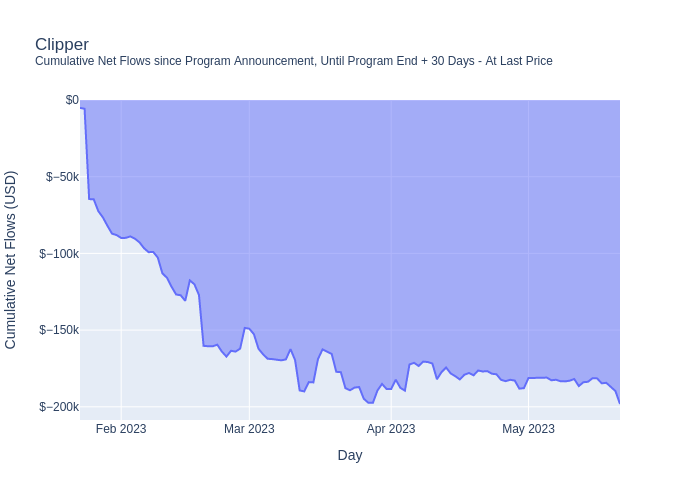 Clipper
Cumulative Net Flows since Program Announcement, Until Program End + 30 Days - At Last Price
Cumulative Net Flows (USD)
$0
$−50k
$−100k
$−150k
$−200k
Feb 2023
Mar 2023
Apr 2023
May 2023
Day